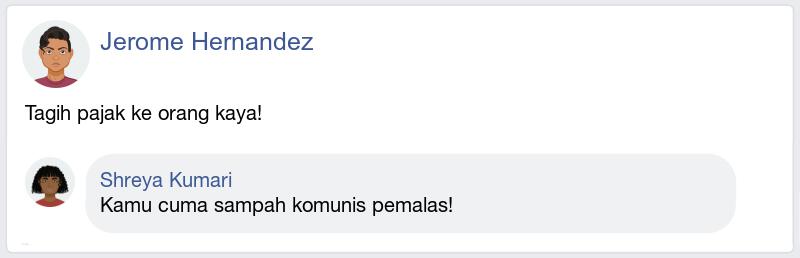 Jerome Hernandez
Tagih pajak ke orang kaya!
Shreya Kumari
Kamu cuma sampah komunis pemalas!